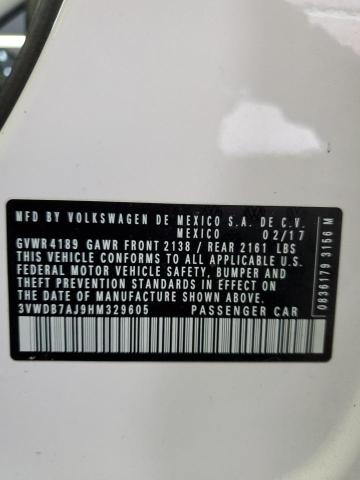 MFD BY VOLKSWAGEN DE MEXICO S.A. DE C.V.
MEXICO 02/17
GVWR 4189 GAWR FRONT 2138 / REAR 2161 LBS
THIS VEHICLE CONFORMS TO ALL APPLICABLE
FEDERAL MOTOR VEHICLE SAFETY, BUMPER AND
THEFT PREVENTION STANDARDS IN EFFECT ON
THE DATE OF MANUFACTURE SHOWN ABOVE.
3VWDB7AJ9HM329605 PASSENGER CAR
0836179 3156 M